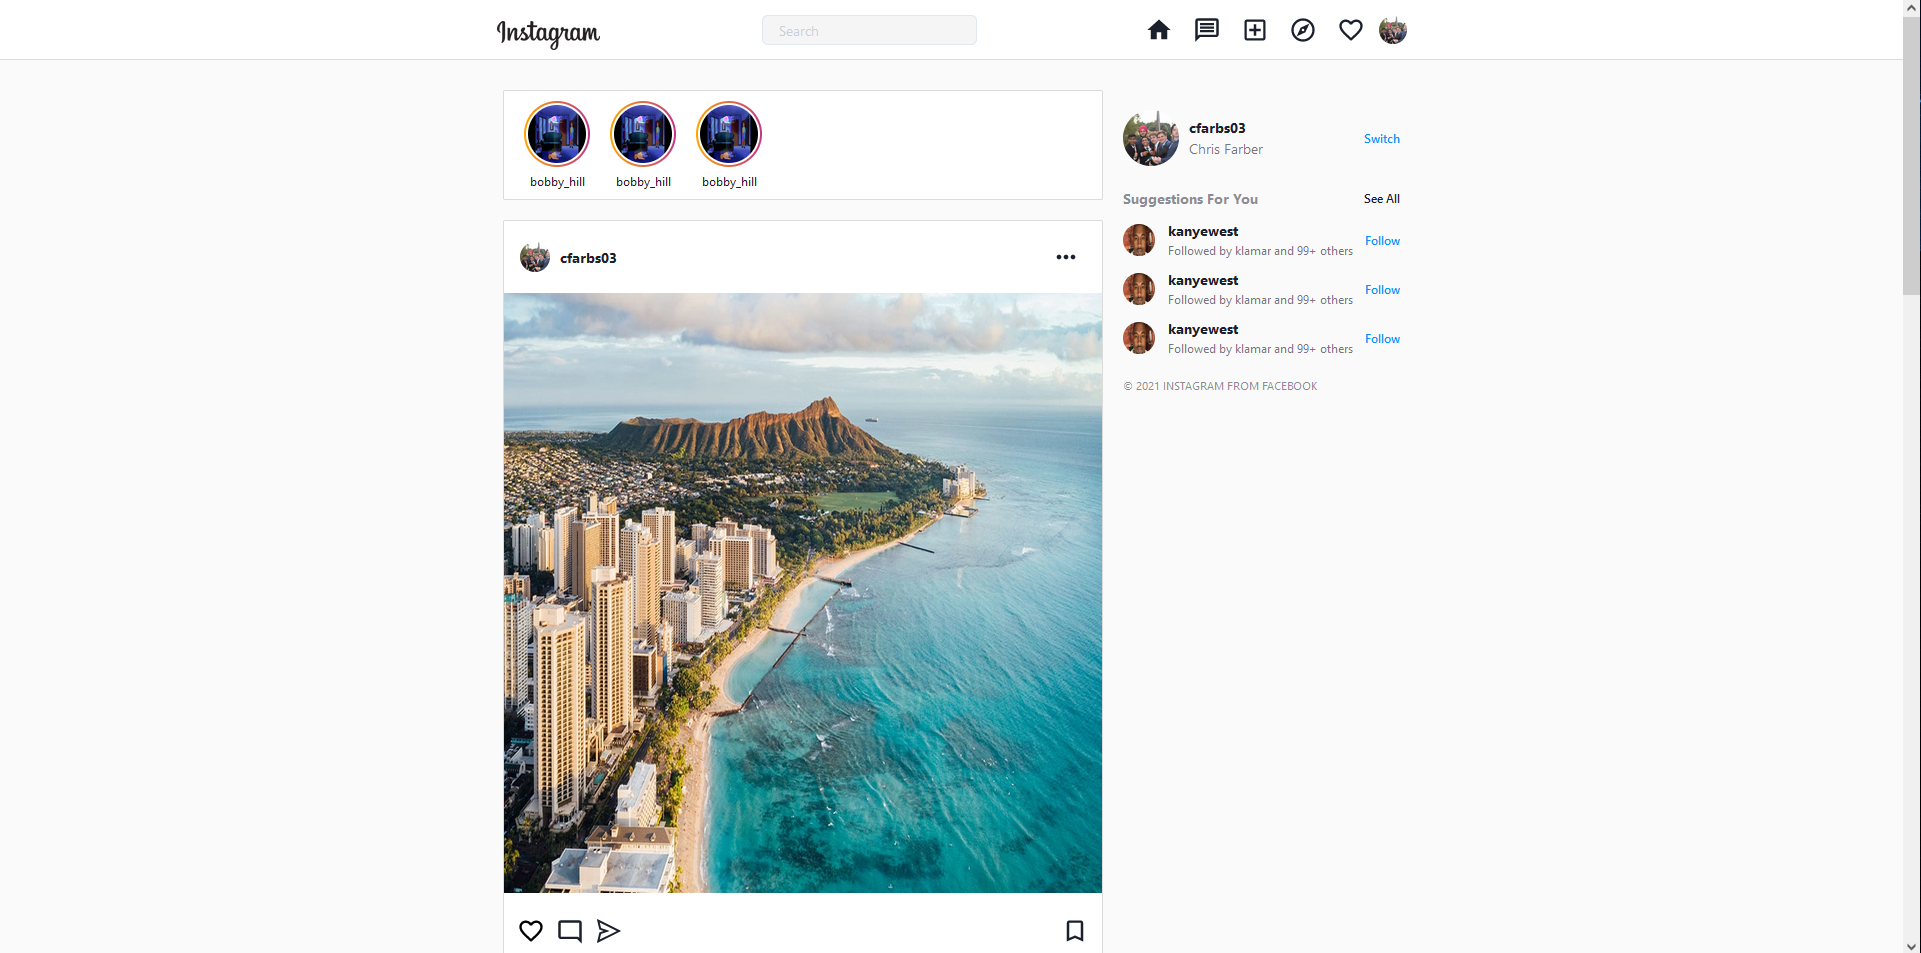 Instagram
Search
bobby_hill
bobby_hill
bobby_hill
cfarbs03
Chris Farber
Switch
Suggestions For You
See All
kanyewest
Followed by klamar and 99+ others
Follow
kanyewest
Followed by klamar and 99+ others
Follow
kanyewest
Followed by klamar and 99+ others
Follow
© 2021 INSTAGRAM FROM FACEBOOK
cfarbs03